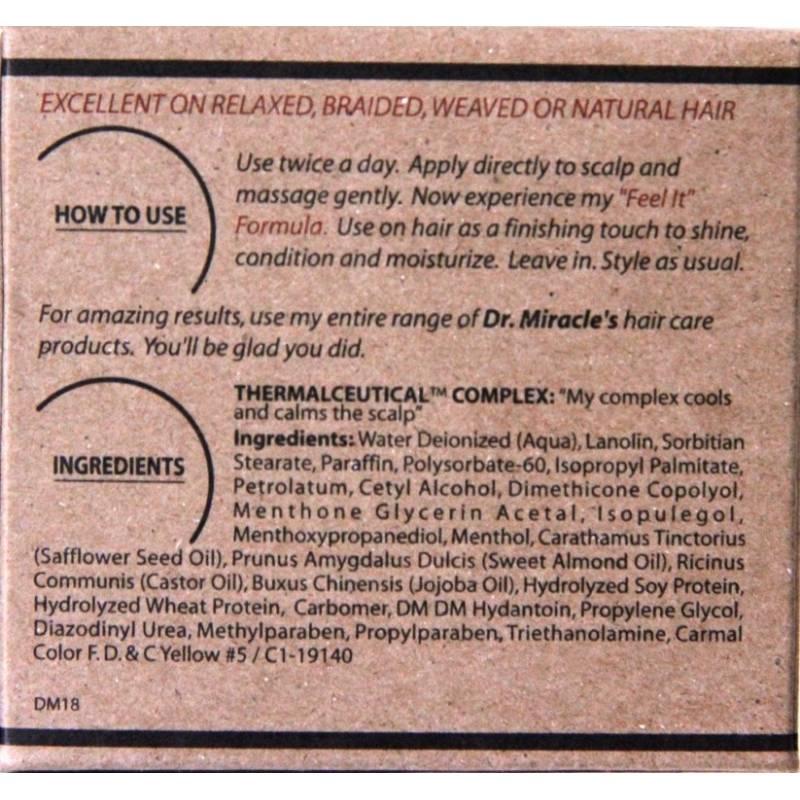 EXCELLENT ON RELAXED, BRAIDED, WEAVED OR NATURAL HAIR
HOW TO USE
Use twice a day. Apply directly to scalp and
massage gently. Now experience my "Feel It"
Formula. Use on hair as a finishing touch to shine,
condition and moisturize. Leave in. Style as usual.
For amazing results, use my entire range of Dr. Miracle's hair care
products. You'll be glad you did.
INGREDIENTS
THERMALCEUTICAL™ COMPLEX: "My complex cools
and calms the scalp"
Ingredients: Water Deionized (Aqua), Lanolin, Sorbitian
Stearate, Paraffin, Polysorbate-60, Isopropyl Palmitate,
Petrolatum, Cetyl Alcohol, Dimethicone Copolyol,
Menthone Glycerin Acetal, Isopulegol,
Menthoxypropanediol, Menthol, Carathamus Tinctorius
(Safflower Seed Oil), Prunus Amygdalus Dulcis (Sweet Almond Oil), Ricinus
Communis (Castor Oil), Buxus Chinensis (Jojoba Oil), Hydrolyzed Soy Protein,
Hydrolyzed Wheat Protein, Carbomer, DM DM Hydantoin, Propylene Glycol,
Diazodinyl Urea, Methylparaben, Propylparaben, Triethanolamine, Carmal
Color F. D. & C Yellow #5 / C1-19140
DM18